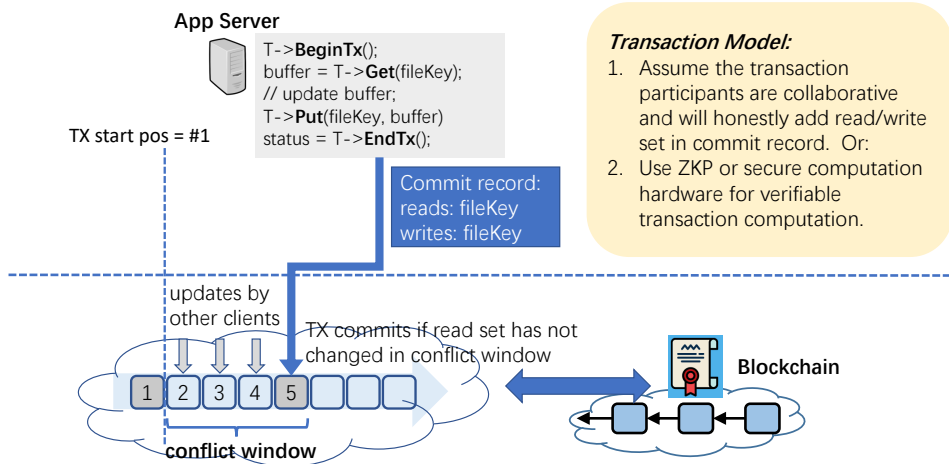 App Server
T->BeginTx();
buffer = T->Get(fileKey);
// update buffer;
T->Put(fileKey, buffer)
status = T->EndTx();
TX start pos = #1
Commit record:
reads: fileKey
writes: fileKey
Transaction Model:
1. Assume the transaction
participants are collaborative
and will honestly add read/write
set in commit record. Or:
2. Use ZKP or secure computation
hardware for verifiable
transaction computation.
updates by
other clients
TX commits if read set has not
changed in conflict window
1 2 3 4 5
conflict window
Blockchain